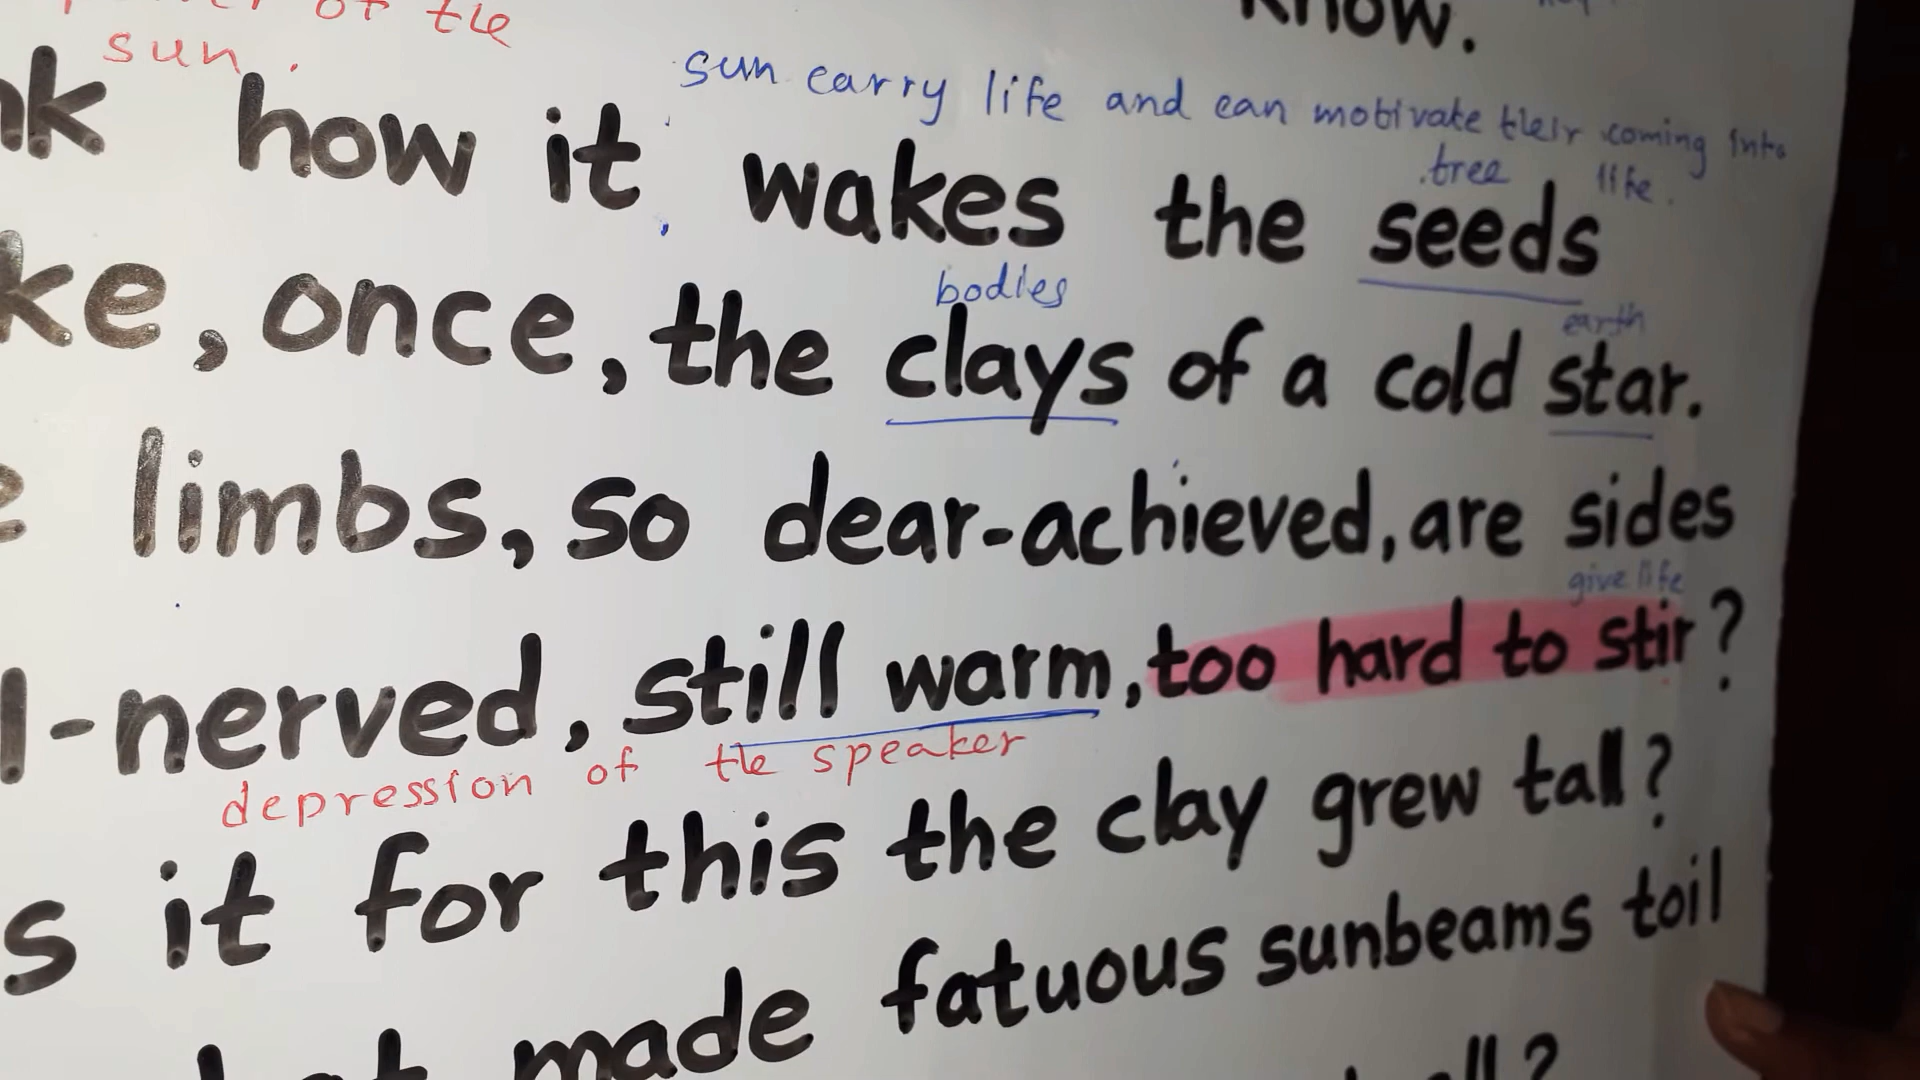 of the
know.
sun.
sun carry life and can motivate their coming into
tree life.
how it wakes the seeds
bodies
earth
ke, once, the clays of a cold star.
limbs, so dear-achieved, are sides
give life
l-nerved, still warm, too hard to stir?
depression of the speaker
s it for this the clay grew tall?
made fatuous sunbeams toil